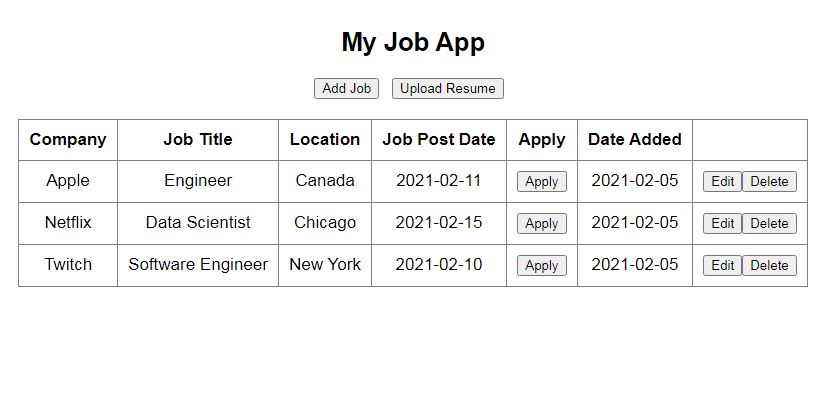 My Job App
Add Job Upload Resume
Company Job Title Location Job Post Date Apply Date Added
Apple Engineer Canada 2021-02-11 Apply 2021-02-05 Edit Delete
Netflix Data Scientist Chicago 2021-02-15 Apply 2021-02-05 Edit Delete
Twitch Software Engineer New York 2021-02-10 Apply 2021-02-05 Edit Delete